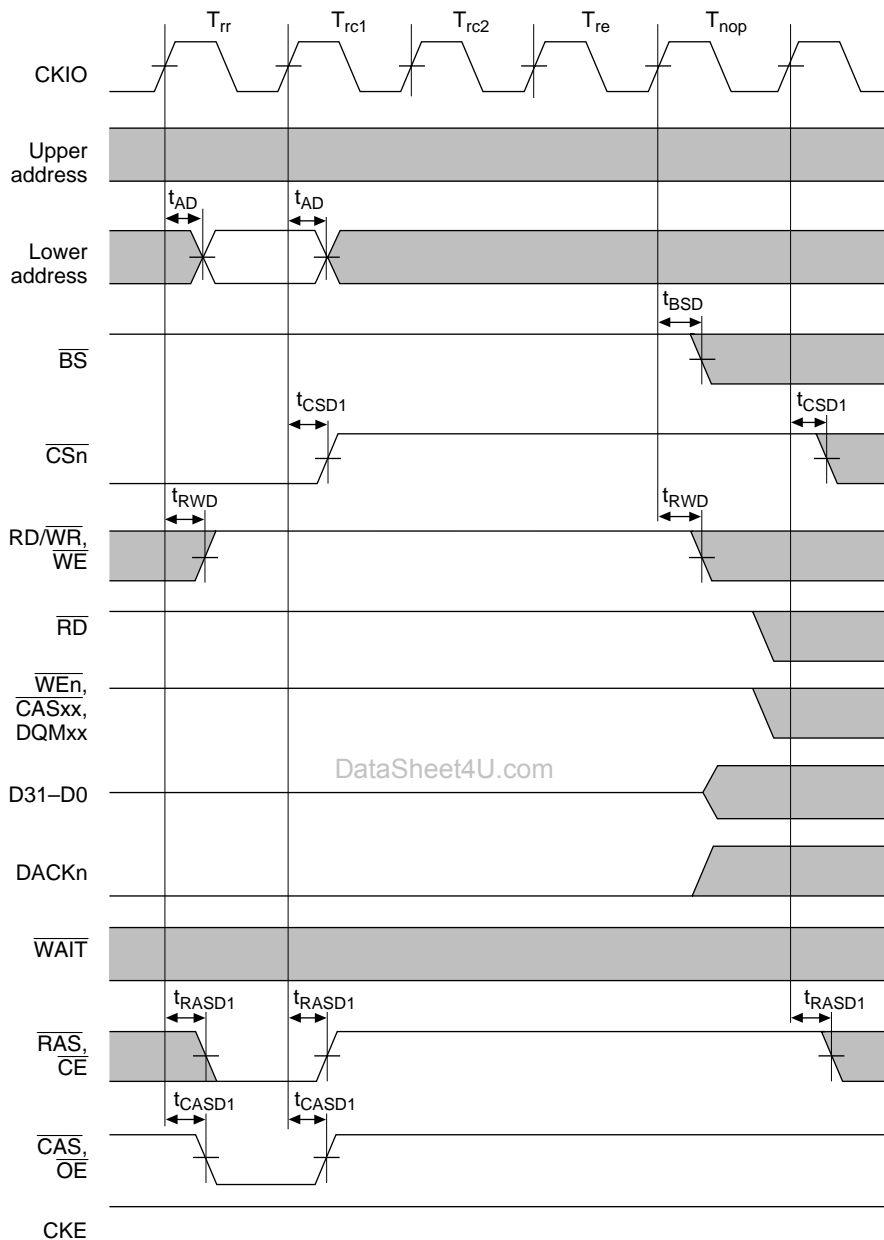 Trr Trc1 Trc2 Tre Tnop
CKIO
Upper
address
tAD tAD
Lower
address
tBSD
BS
tCSD1 tCSD1
CSn
tRWD tRWD
RD/WR,
WE
RD
WEn,
CASxx,
DQMxx
DataSheet4U.com
D31–D0
DACKn
WAIT
tRASD1 tRASD1 tRASD1
RAS,
CE
tCASD1 tCASD1
CAS,
OE
CKE